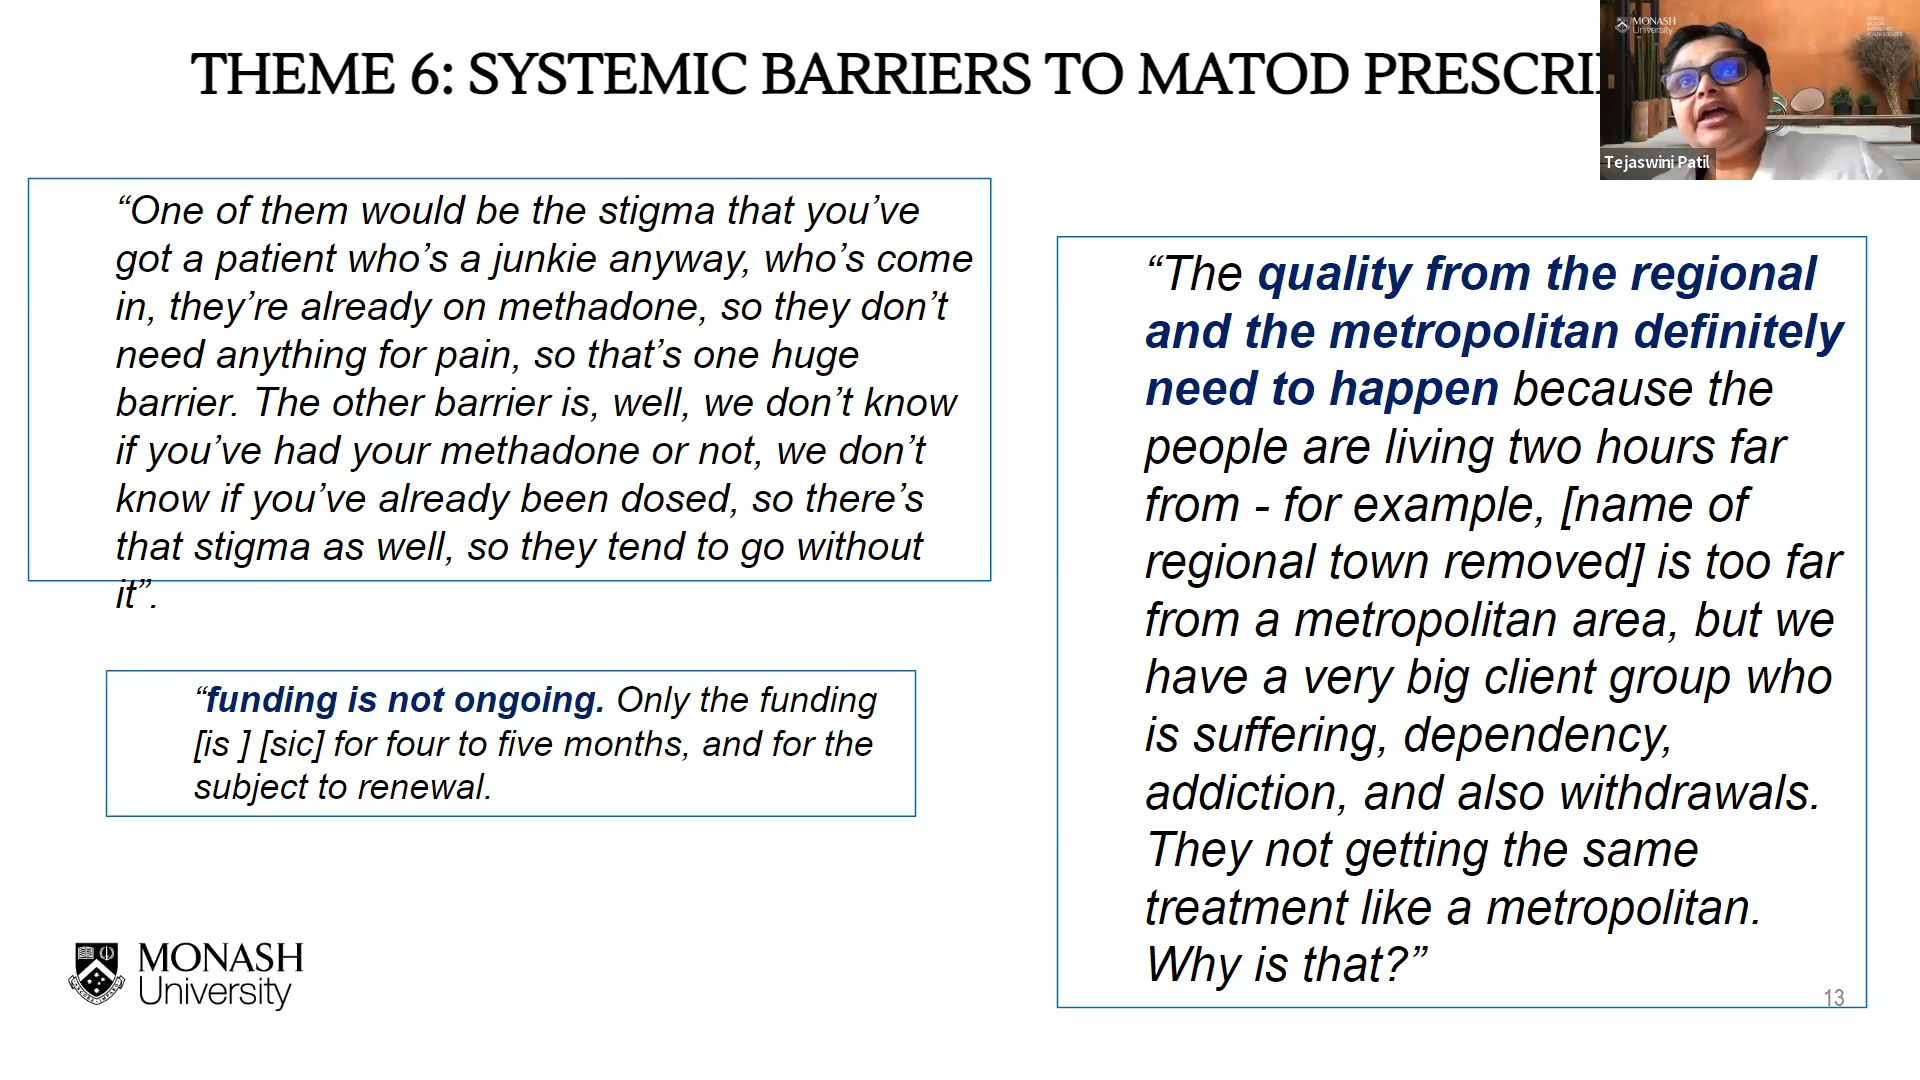 THEME 6: SYSTEMIC BARRIERS TO MATOD
MONASH
University
Tejaswini Patil
“One of them would be the stigma that you’ve
got a patient who’s a junkie anyway, who’s come
in, they’re already on methadone, so they don’t
need anything for pain, so that’s one huge
barrier. The other barrier is, well, we don’t know
if you’ve had your methadone or not, we don’t
know if you’ve already been dosed, so there’s
that stigma as well, so they tend to go without
it”.
“funding is not ongoing. Only the funding
[is ] [sic] for four to five months, and for the
subject to renewal.
“The quality from the regional
and the metropolitan definitely
need to happen because the
people are living two hours far
from - for example, [name of
regional town removed] is too far
from a metropolitan area, but we
have a very big client group who
is suffering, dependency,
addiction, and also withdrawals.
They not getting the same
treatment like a metropolitan.
Why is that?”
13
MONASH
University